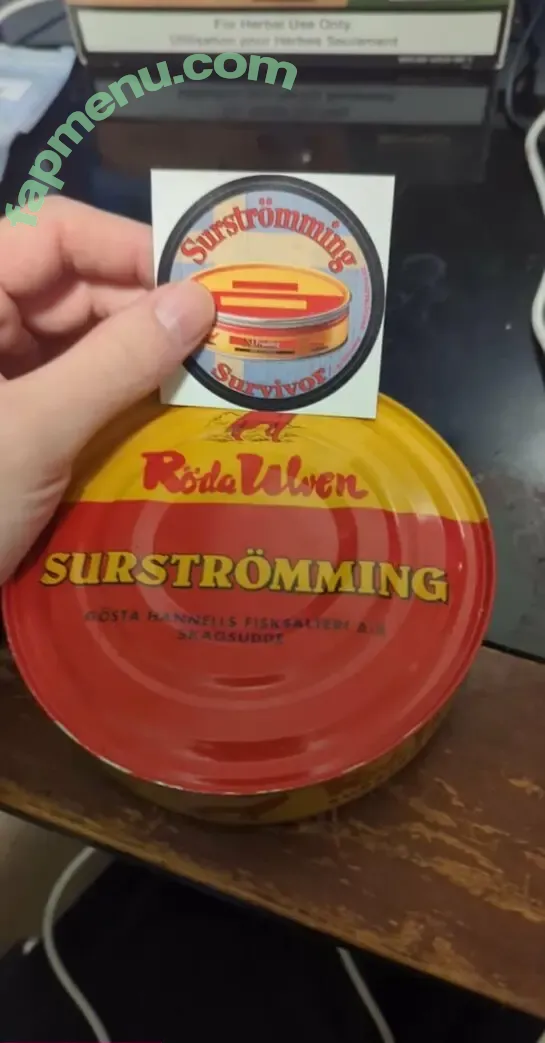 For Herbal Use Only
Utilisation pour Herbes Seulement
fapmenu.com
Surströmming
Survivor
Röda Ulven
SURSTRÖMMING
GÖSTA HANNELLS FISKSALTERI A.B.
SKAGSUDDE